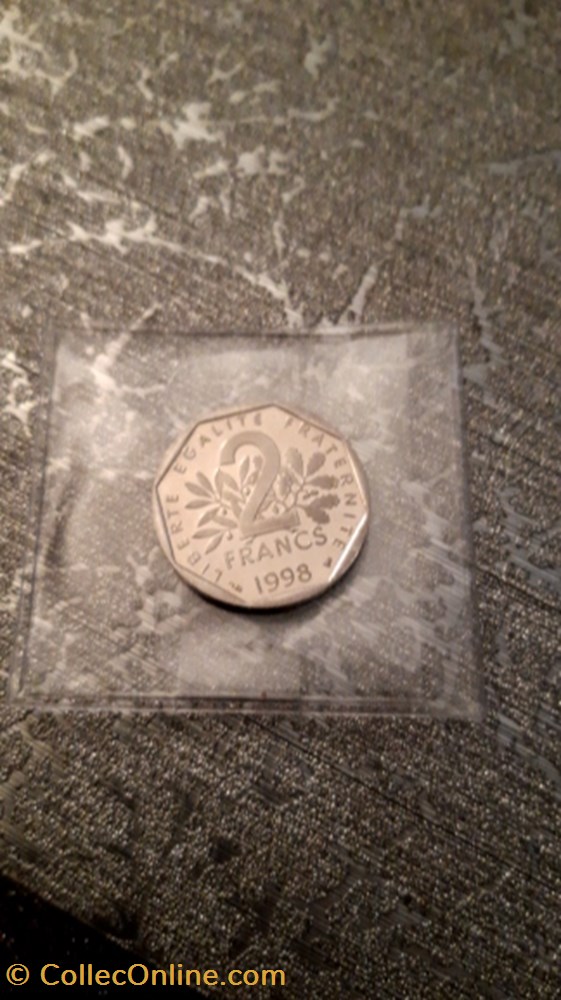 LIBERTE EGALITE FRATERNITE
2
FRANCS
1998
© CollecOnline.com